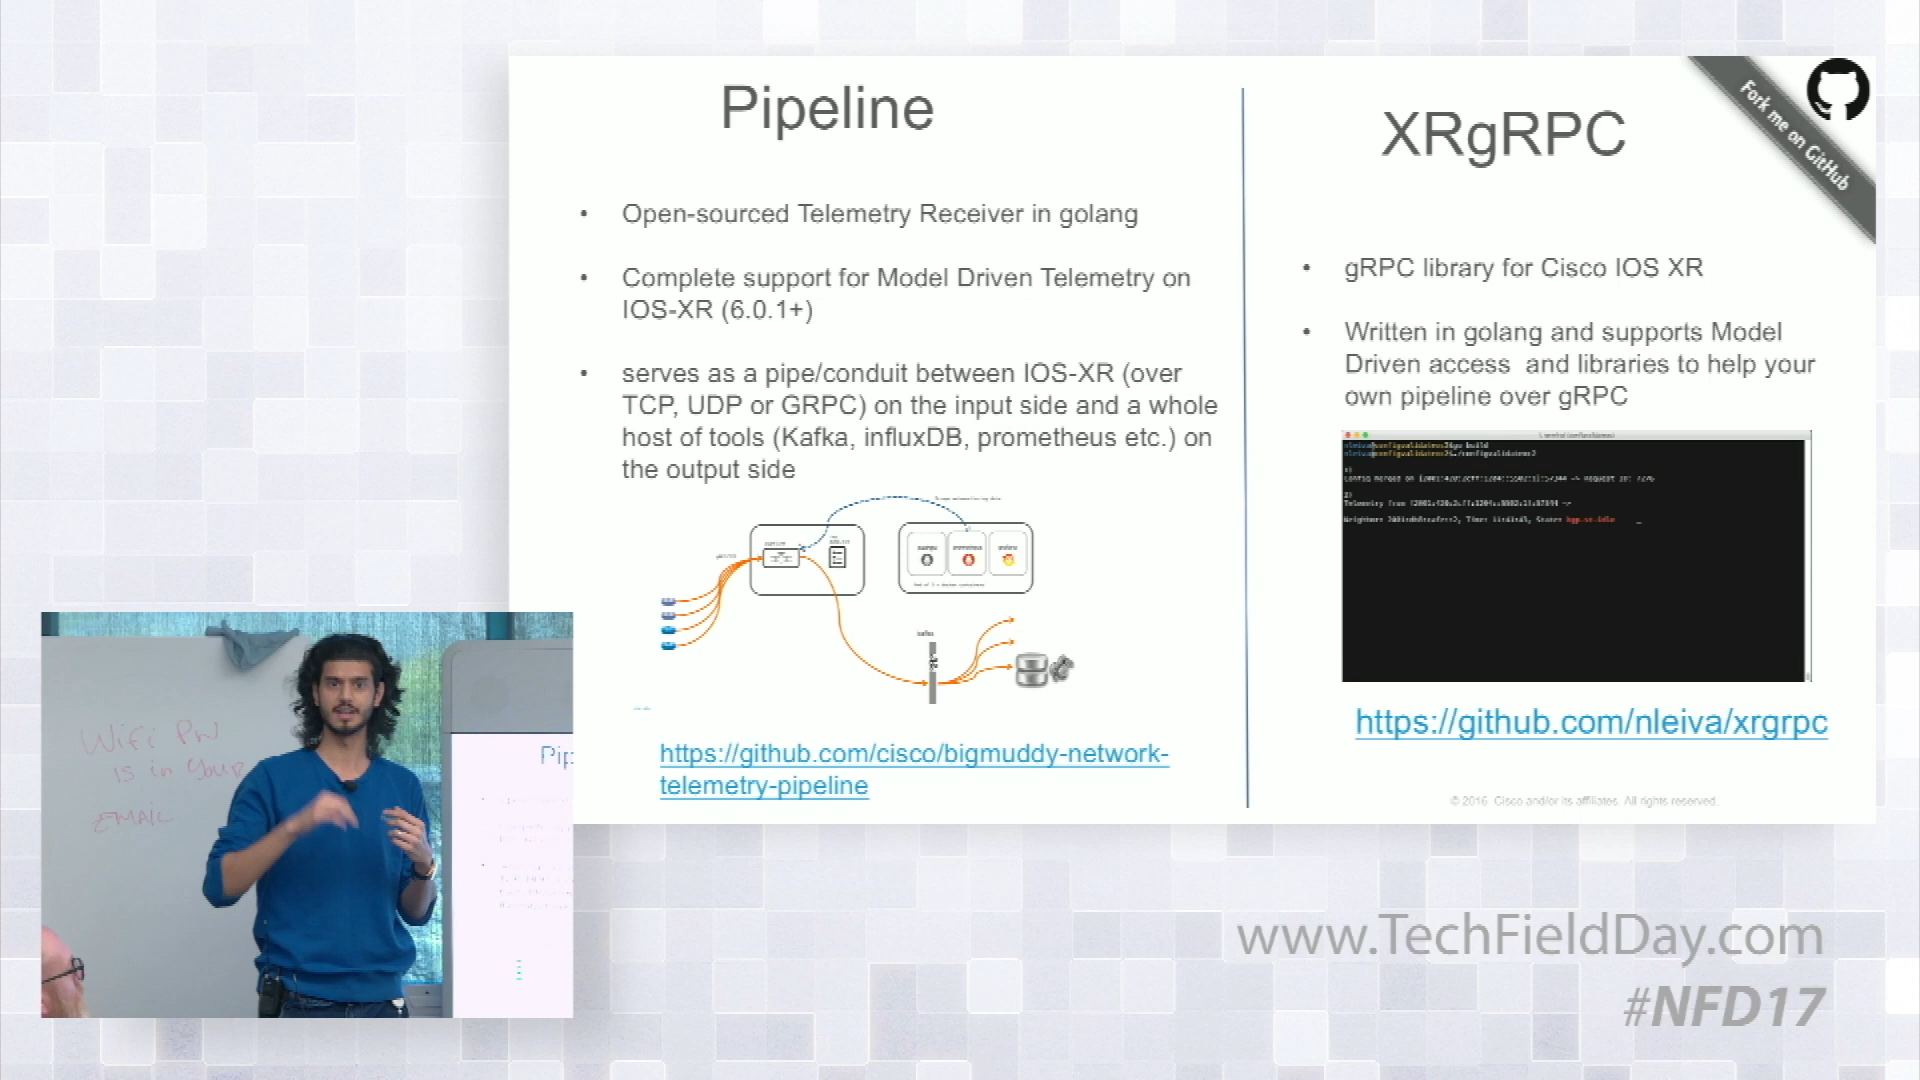 Pipeline
• Open-sourced Telemetry Receiver in golang
• Complete support for Model Driven Telemetry on
IOS-XR (6.0.1+)
• serves as a pipe/conduit between IOS-XR (over
TCP, UDP or GRPC) on the input side and a whole
host of tools (Kafka, influxDB, prometheus etc.) on
the output side
kafka
https://github.com/cisco/bigmuddy-network-
telemetry-pipeline
XRgRPC
Fork me on GitHub
• gRPC library for Cisco IOS XR
• Written in golang and supports Model
Driven access and libraries to help your
own pipeline over gRPC
https://github.com/nleiva/xrgrpc
© 2016 Cisco and/or its affiliates. All rights reserved.
WiFi PW
is in Your
EMAIL
Pip
www.TechFieldDay.com
#NFD17